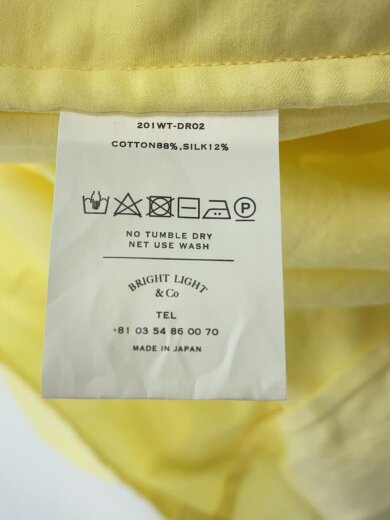 201WT-DR02
COTTON88%,SILK12%
P
NO TUMBLE DRY
NET USE WASH
BRIGHT LIGHT
& Co
TEL
+81 03 54 86 00 70
MADE IN JAPAN